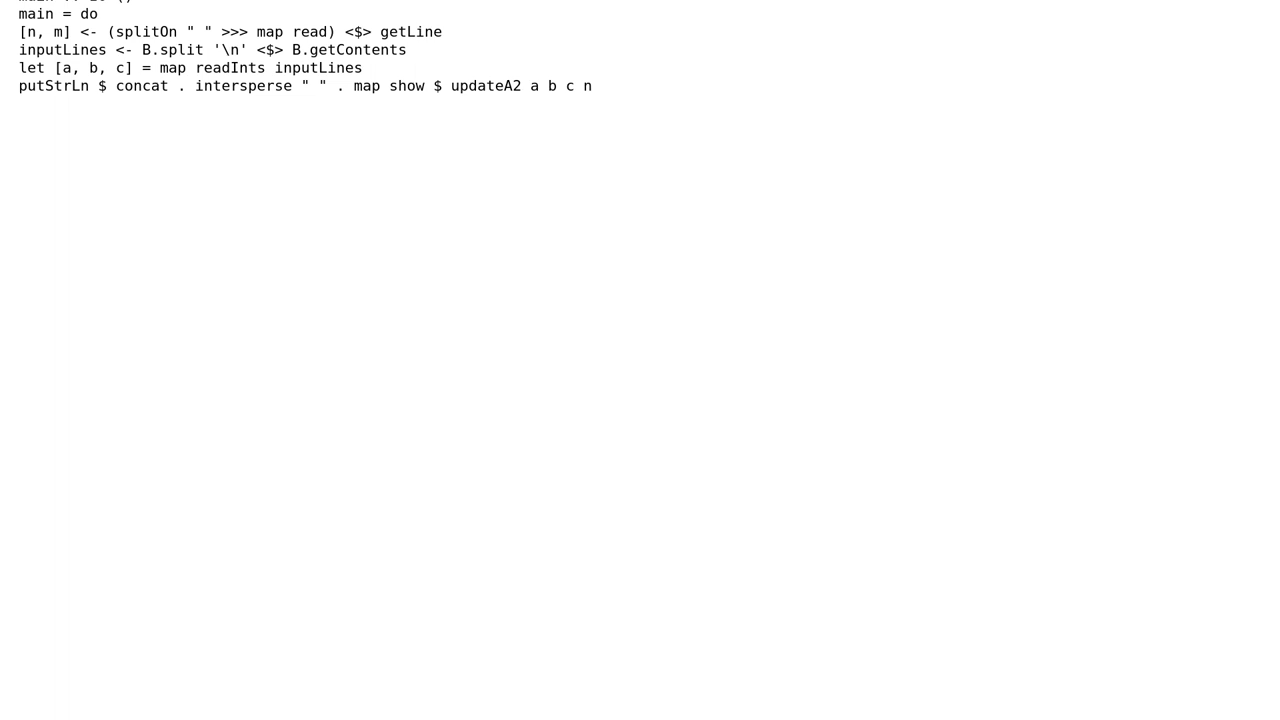 main = do
[n, m] <- (splitOn " " >>> map read) <$> getLine
inputLines <- B.split '\n' <$> B.getContents
let [a, b, c] = map readInts inputLines
putStrLn $ concat . intersperse " " . map show $ updateA2 a b c n